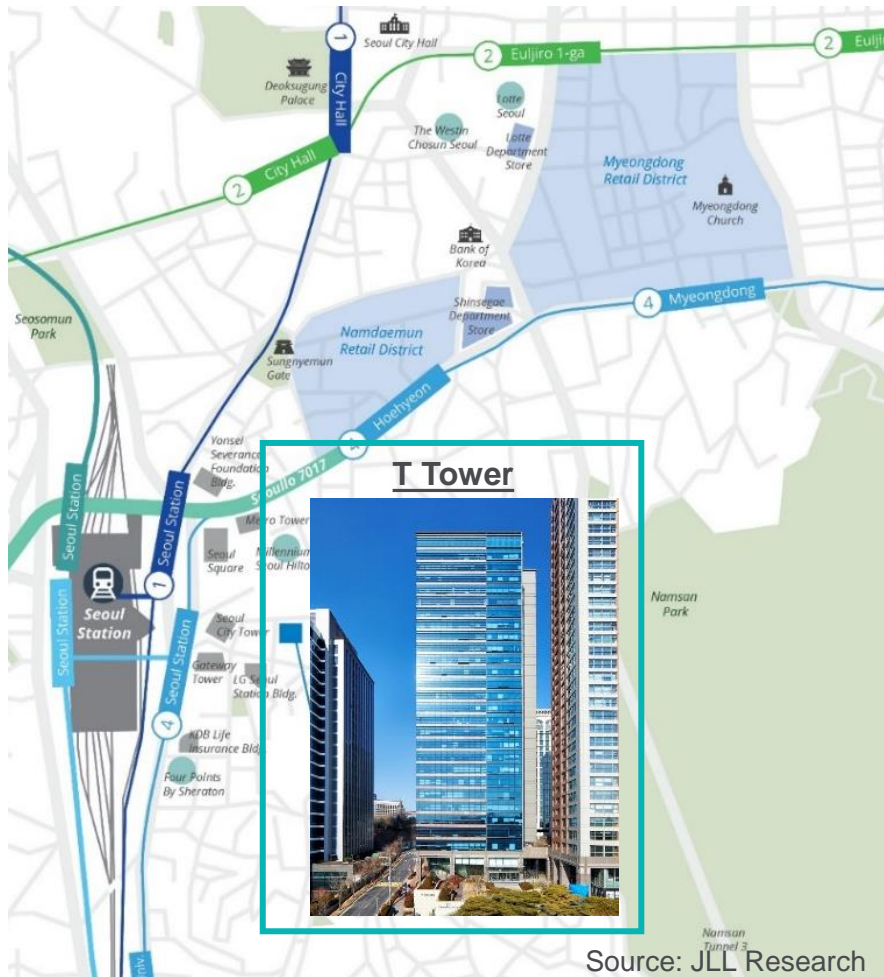 1
City Hall
Seoul City Hall
Deoksugung
Palace
2
City Hall
2
Euljiro 1-ga
2
Lotte
Seoul
The Westin
Chosun Seoul
Lotte
Department
Store
Myeongdong
Retail District
Myeongdong
Church
Bank of
Korea
4
Myeongdong
Shinsegae
Department
Store
Seosomun
Park
Namdaemun
Retail District
Sungnyemun
Gate
Hoehyeon
4
Yonsei
Severance
Foundation
Bldg.
Seoullo 7017
Metro Tower
Seoul
Square
Millennium
Seoul Hilton
Seoul Station
Seoul Station
1
Seoul
Station
Seoul Station
Seoul Station
4
Seoul
City Tower
Gateway
Tower
LG Seoul
Station Bldg.
KDB Life
Insurance Bldg
Four Points
By Sheraton
T Tower
Namsan
Park
Namsan
Tunnel 3
Source: JLL Research